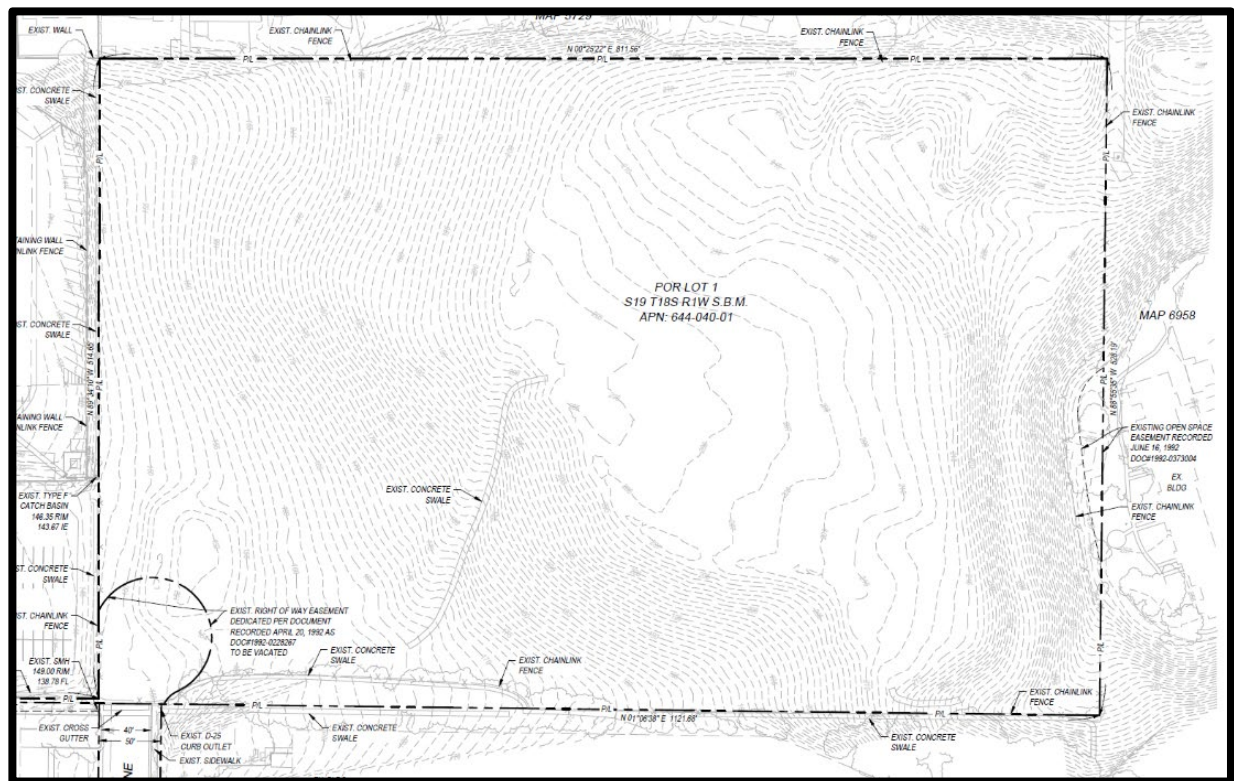 EXIST. WALL
EXIST. CHAINLINK
FENCE
MAP 5729
N 00°25'22" E 811.56'
EXIST. CHAINLINK
FENCE
P/L
P/L
P/L
ST. CONCRETE
SWALE
EXIST. CHAINLINK
FENCE
P/L
P/L
TAINING WALL
NLINK FENCE
POR LOT 1
S19 T18S R1W S.B.M.
APN: 644-040-01
MAP 6958
ST. CONCRETE
SWALE
P/L
P/L
TAINING WALL
NLINK FENCE
EXISTING OPEN SPACE
EASEMENT RECORDED
JUNE 16, 1992
DOC#1992-0373004
EX.
BLDG
EXIST. CHAINLINK
FENCE
EXIST. CONCRETE
SWALE
EXIST. TYPE F
CATCH BASIN
146.35 RIM
143.67 IE
ST. CONCRETE
SWALE
IST. CHAINLINK
FENCE
EXIST. RIGHT OF WAY EASEMENT
DEDICATED PER DOCUMENT
RECORDED APRIL 20, 1992 AS
DOC#1992-0228267
TO BE VACATED
P/L
P/L
EXIST. SMH
149.00 RIM
138.78 FL
EXIST. CONCRETE
SWALE
EXIST. CHAINLINK
FENCE
EXIST. CHAINLINK
FENCE
P/L
P/L
P/L
P/L
P/L
N 01°06'38" E 1121.68'
EXIST. CROSS
GUTTER
40'
50'
EXIST. D-25
CURB OUTLET
EXIST. SIDEWALK
EXIST. CONCRETE
SWALE
EXIST. CONCRETE
SWALE
NE